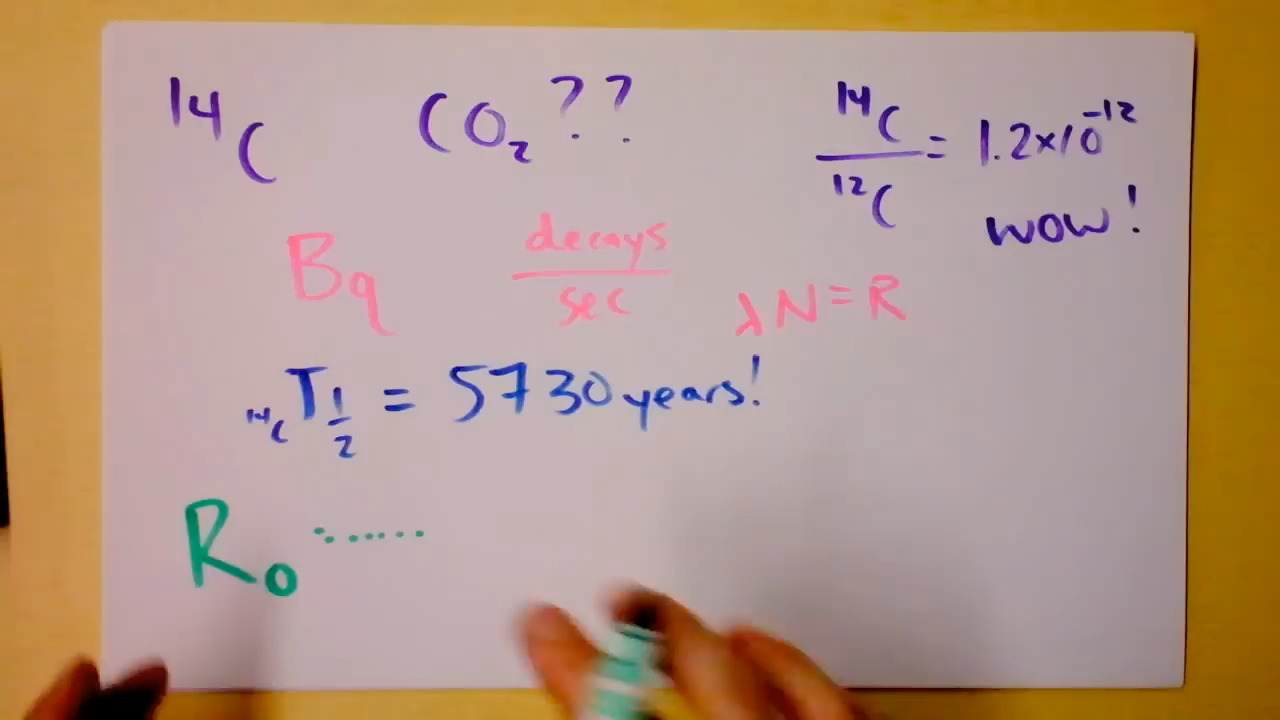 ¹⁴C CO₂??
¹⁴C/¹²C = 1.2×10⁻¹²
wow!
Bq decays/sec λN=R
¹⁴C T½ = 5730 years!
R₀ .......